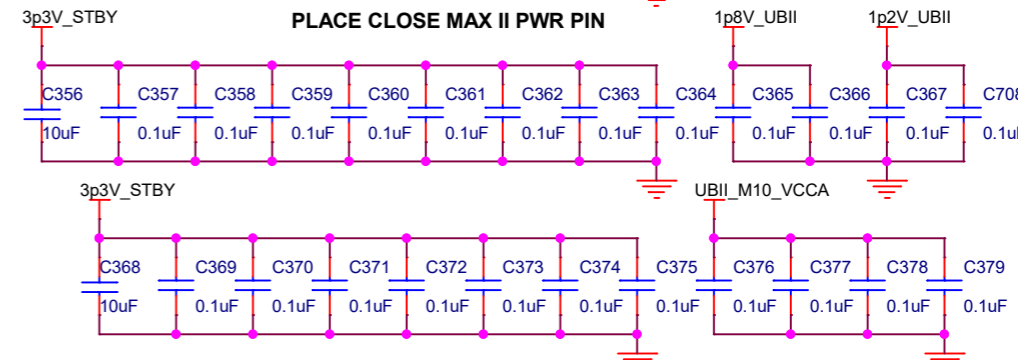 3p3V_STBY PLACE CLOSE MAX II PWR PIN 1p8V_UBII 1p2V_UBII
C356 C357 C358 C359 C360 C361 C362 C363 C364 C365 C366 C367 C708
10uF 0.1uF 0.1uF 0.1uF 0.1uF 0.1uF 0.1uF 0.1uF 0.1uF 0.1uF 0.1uF 0.1uF 0.1u
3p3V_STBY UBII_M10_VCCA
C368 C369 C370 C371 C372 C373 C374 C375 C376 C377 C378 C379
10uF 0.1uF 0.1uF 0.1uF 0.1uF 0.1uF 0.1uF 0.1uF 0.1uF 0.1uF 0.1uF 0.1uF